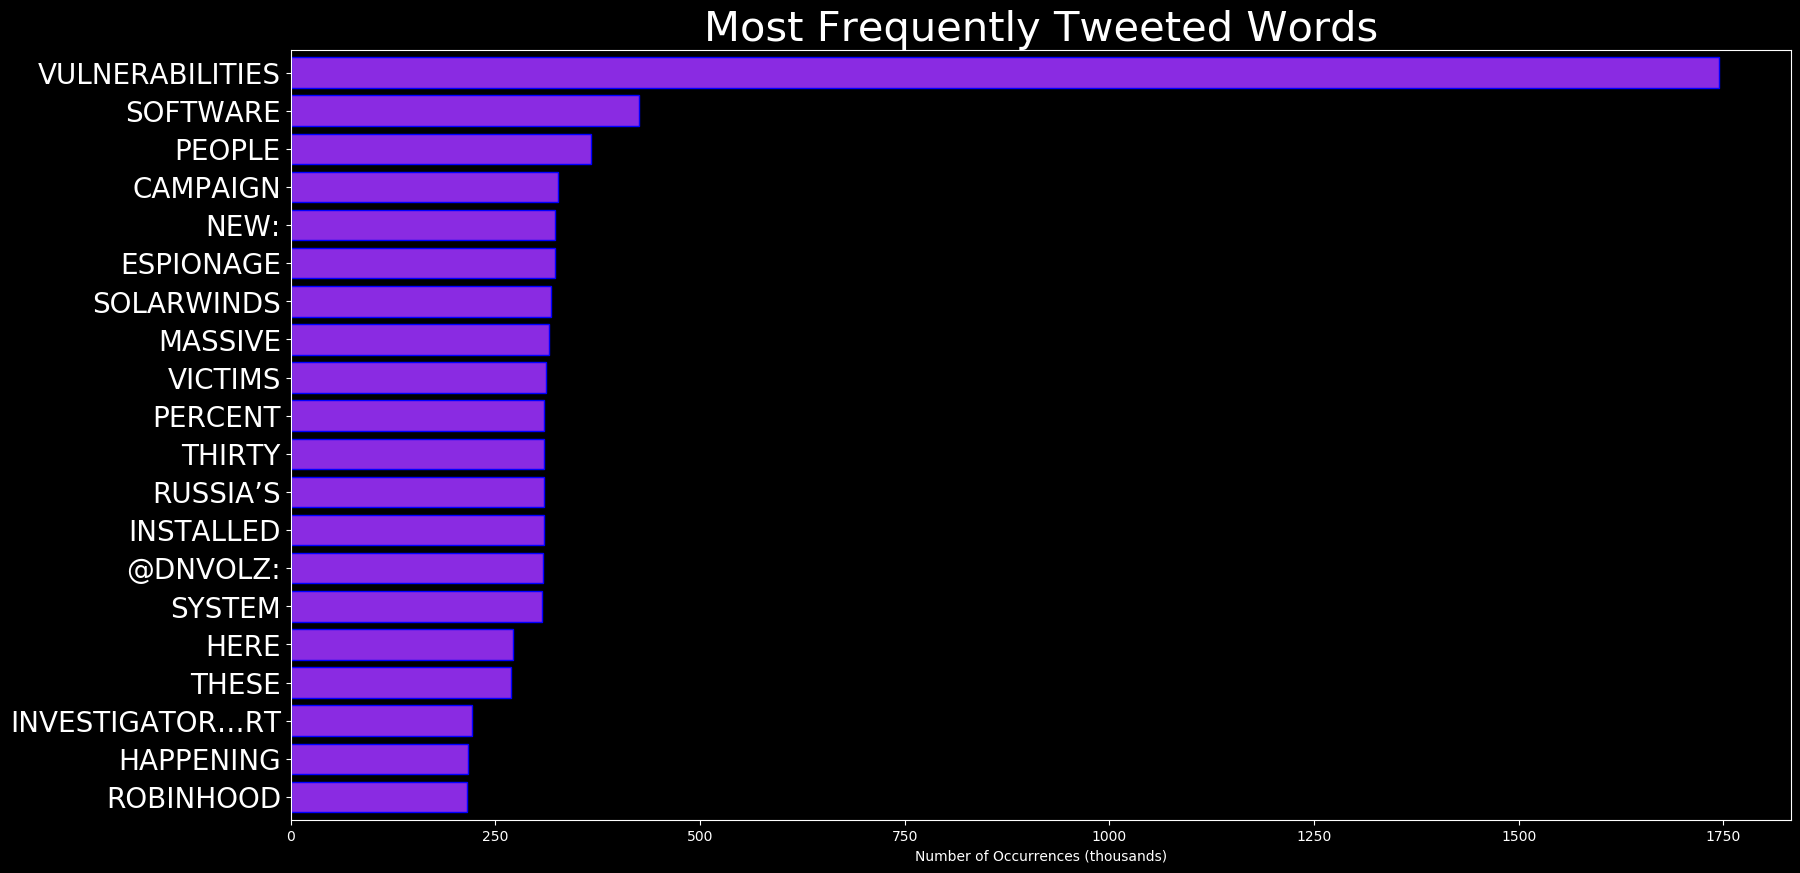 Most Frequently Tweeted Words
VULNERABILITIES
SOFTWARE
PEOPLE
CAMPAIGN
NEW:
ESPIONAGE
SOLARWINDS
MASSIVE
VICTIMS
PERCENT
THIRTY
RUSSIA’S
INSTALLED
@DNVOLZ:
SYSTEM
HERE
THESE
INVESTIGATOR…RT
HAPPENING
ROBINHOOD
0 250 500 750 1000 1250 1500 1750
Number of Occurrences (thousands)